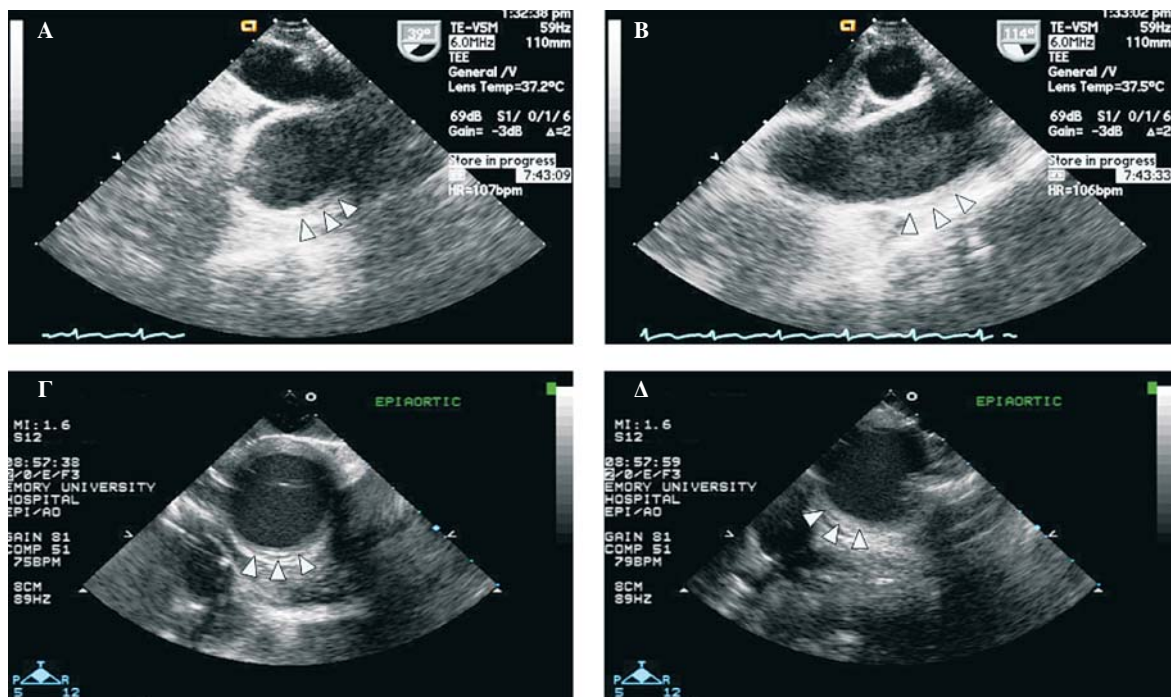 A
1:32:38 pm
39°
TE-VSM 59Hz
6.0MHz 110mm
TEE
General /V
Lens Temp=37.2°C
69dB S1/ 0/1/6
Gain= -3dB Δ=2
Store in progress
7:43:09
HR=107bpm
B
1:33:02 pm
114°
TE-VSM 59Hz
6.0MHz 110mm
TEE
General /V
Lens Temp=37.5°C
69dB S1/ 0/1/6
Gain= -3dB Δ=2
Store in progress
7:43:33
HR=106bpm
Γ
EPIAORTIC
MI:1.6
S12
08:57:38
2/0/E/F3
EMORY UNIVERSITY
HOSPITAL
EPI/AO
GAIN 81
COMP 51
75BPM
8CM
89HZ
T
P R
5 12
Δ
EPIAORTIC
MI:1.6
S12
08:57:59
2/0/E/F3
EMORY UNIVERSITY
HOSPITAL
EPI/AO
GAIN 81
COMP 51
79BPM
8CM
89HZ
T
P R
5 12